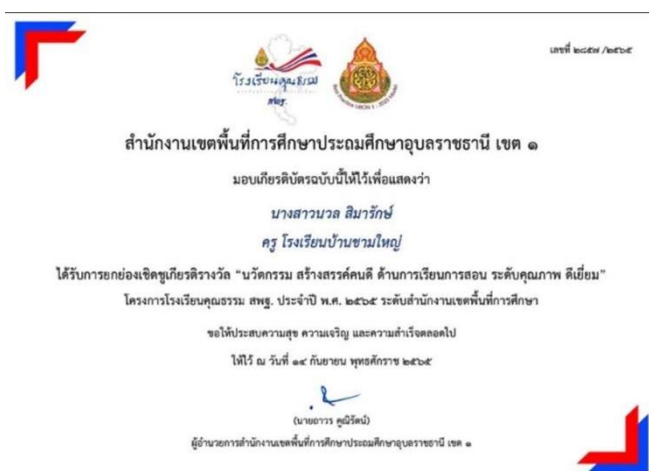 เลขที่ ๒๘๕๗ /๒๕๖๕
โรงเรียนคุณธรรม
สพฐ.
สำนักงานเขตพื้นที่การศึกษาประถมศึกษาอุบลราชธานี เขต ๑
มอบเกียรติบัตรฉบับนี้ให้ไว้เพื่อแสดงว่า
นางสาวนวล สิมารักษ์
ครู โรงเรียนบ้านชามใหญ่
ได้รับการยกย่องเชิดชูเกียรติรางวัล “นวัตกรรม สร้างสรรค์คนดี ด้านการเรียนการสอน ระดับคุณภาพ ดีเยี่ยม”
โครงการโรงเรียนคุณธรรม สพฐ. ประจำปี พ.ศ. ๒๕๖๕ ระดับสำนักงานเขตพื้นที่การศึกษา
ขอให้ประสบความสุข ความเจริญ และความสำเร็จตลอดไป
ให้ไว้ ณ วันที่ ๑๔ กันยายน พุทธศักราช ๒๕๖๕
(นายถาวร คูณิรัตน์)
ผู้อำนวยการสำนักงานเขตพื้นที่การศึกษาประถมศึกษาอุบลราชธานี เขต ๑